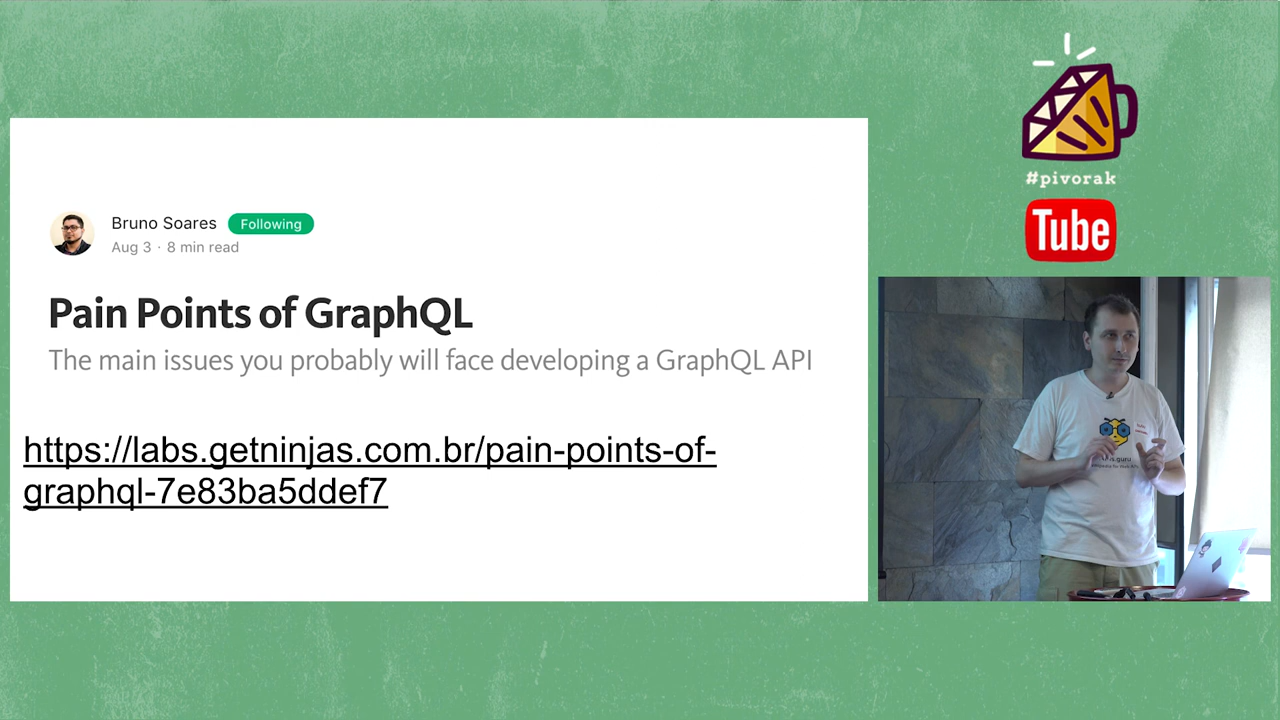 Bruno Soares Following
Aug 3 · 8 min read
Pain Points of GraphQL
The main issues you probably will face developing a GraphQL API
https://labs.getninjas.com.br/pain-points-of-
graphql-7e83ba5ddef7
#pivorak
Tube